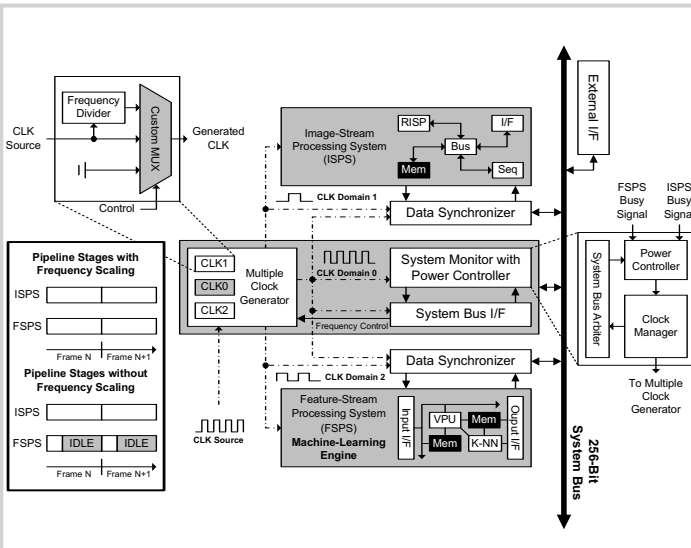 Frequency
Divider
Custom MUX
CLK
Source
Generated
CLK
Control
Image-Stream
Processing System
(ISPS)
RISP
I/F
Bus
Mem
Seq
External I/F
CLK Domain 1
Data Synchronizer
FSPS
Busy
Signal
ISPS
Busy
Signal
Pipeline Stages with
Frequency Scaling
ISPS
FSPS
Frame N
Frame N+1
Pipeline Stages without
Frequency Scaling
ISPS
FSPS
IDLE
IDLE
Frame N
Frame N+1
CLK1
CLK0
CLK2
Multiple
Clock
Generator
CLK Domain 0
System Monitor with
Power Controller
System Bus I/F
Frequency Control
System Bus Arbiter
Power
Controller
Clock
Manager
To Multiple
Clock
Generator
Data Synchronizer
CLK Domain 2
CLK Source
Feature-Stream
Processing System
(FSPS)
Machine-Learning
Engine
Input I/F
VPU
Mem
Mem
K-NN
Ouput I/F
256-Bit
System Bus